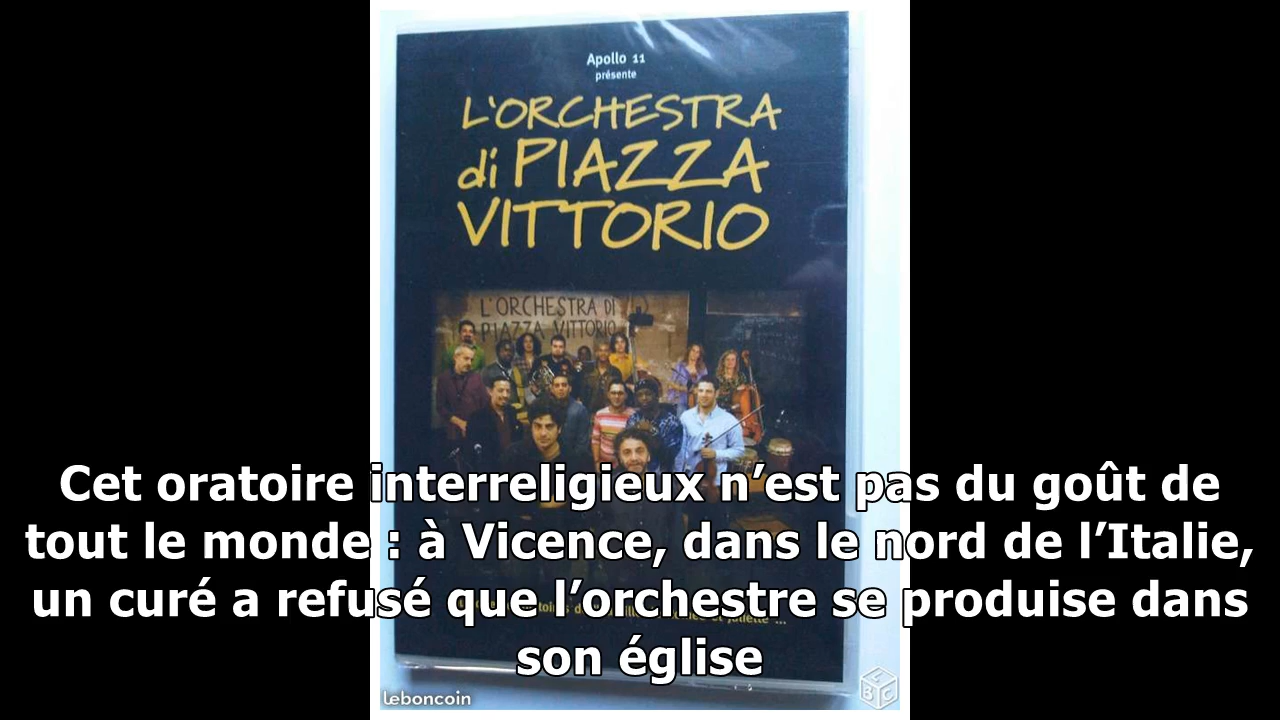 Apollo 11
présente
L'ORCHESTRA
di PIAZZA
VITTORIO
L'ORCHESTRA DI
PIAZZA VITTORIO
Cet oratoire interreligieux n’est pas du goût de
tout le monde : à Vicence, dans le nord de l’Italie,
un curé a refusé que l’orchestre se produise dans
son église
leboncoin
LBC